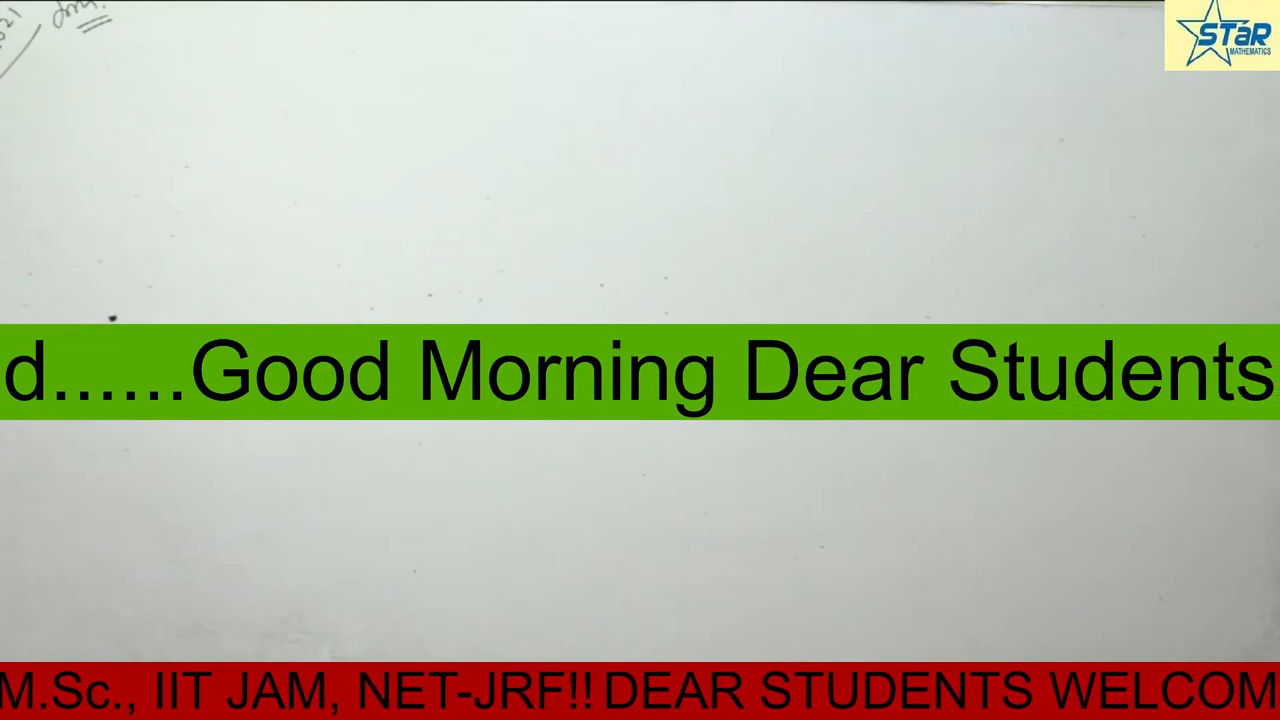 STAR
MATHEMATICS
d......Good Morning Dear Students
M.Sc., IIT JAM, NET-JRF!! DEAR STUDENTS WELCOM